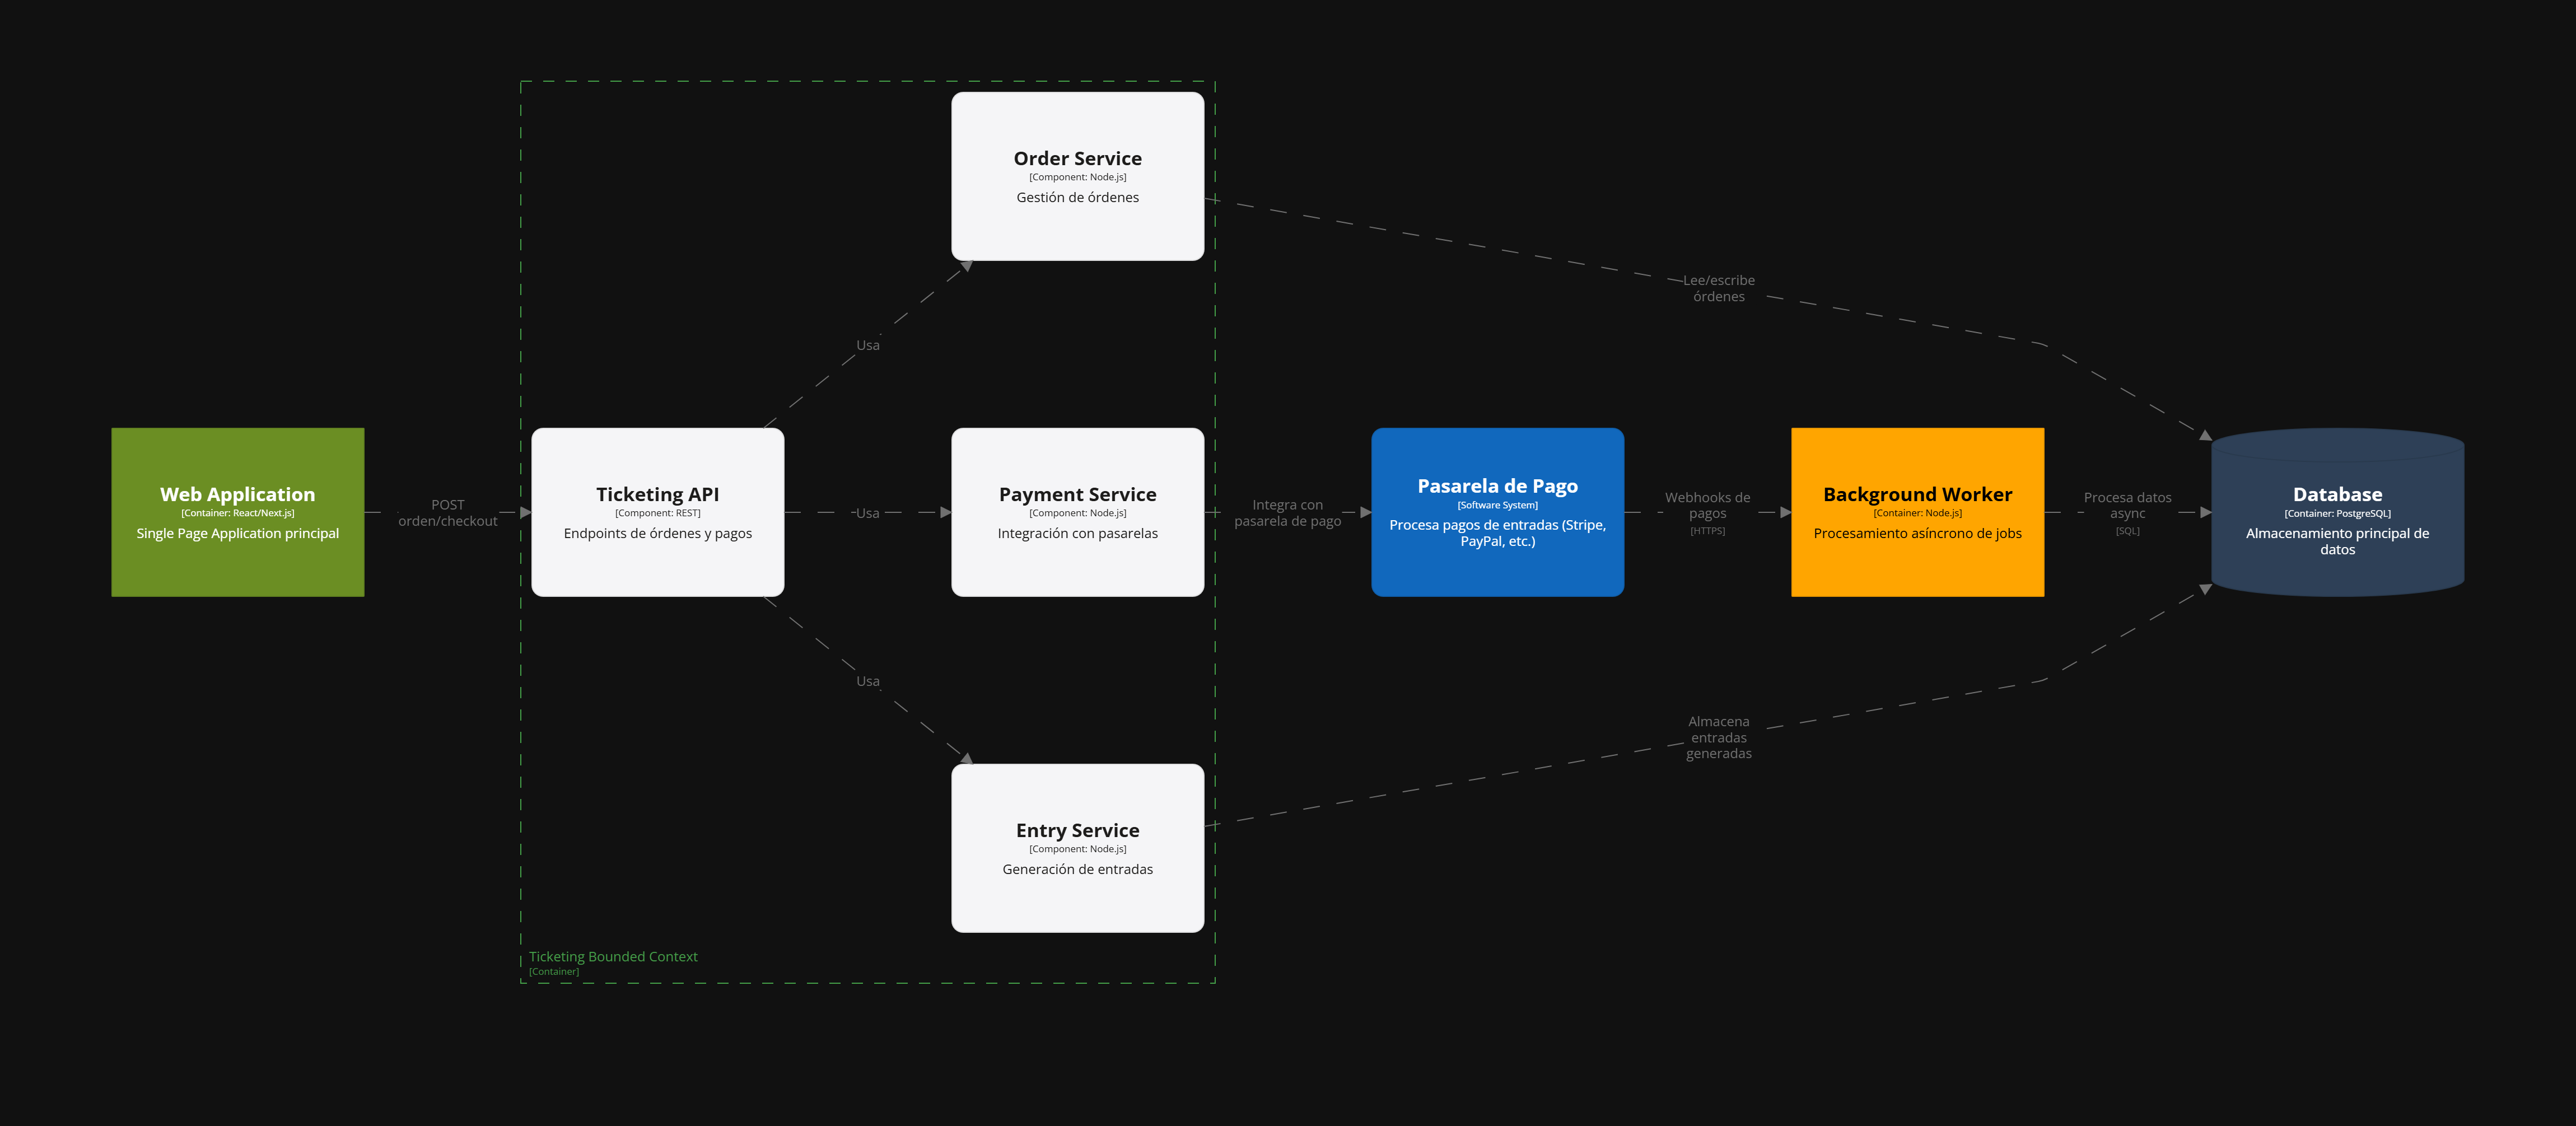 Order Service
[Component: Node.js]
Gestión de órdenes
Lee/escribe
órdenes
Usa
Web Application
[Container: React/Next.js]
Single Page Application principal
POST
orden/checkout
Ticketing API
[Component: REST]
Endpoints de órdenes y pagos
Usa
Payment Service
[Component: Node.js]
Integración con pasarelas
Integra con
pasarela de pago
Pasarela de Pago
[Software System]
Procesa pagos de entradas (Stripe,
PayPal, etc.)
Webhooks de
pagos
[HTTPS]
Background Worker
[Container: Node.js]
Procesamiento asíncrono de jobs
Procesa datos
async
[SQL]
Database
[Container: PostgreSQL]
Almacenamiento principal de
datos
Usa
Almacena
entradas
generadas
Entry Service
[Component: Node.js]
Generación de entradas
Ticketing Bounded Context
[Container]